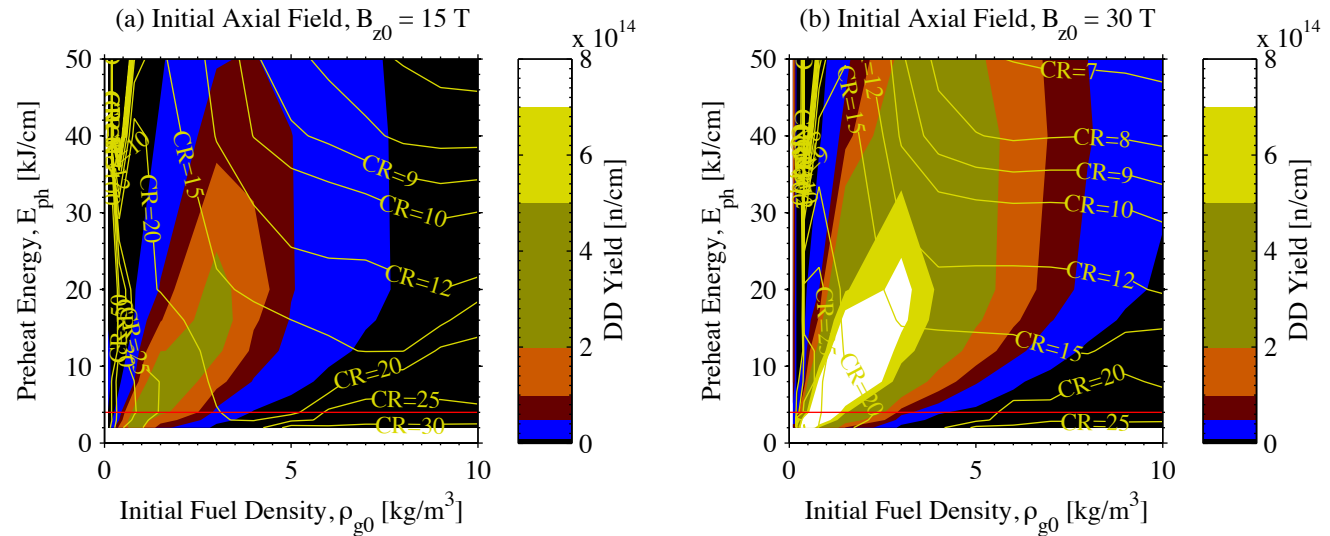 (a) Initial Axial Field, B_z0 = 15 T
x 10^14
50
40
30
20
10
0
0
5
10
Preheat Energy, E_ph [kJ/cm]
Initial Fuel Density, ρ_g0 [kg/m^3]
10
CR=20
CR=15
CR=9
CR=10
CR=12
CR=25
CR=20
CR=25
CR=30
8
6
4
2
0
DD Yield [n/cm]
(b) Initial Axial Field, B_z0 = 30 T
x 10^14
50
40
30
20
10
0
0
5
10
Preheat Energy, E_ph [kJ/cm]
Initial Fuel Density, ρ_g0 [kg/m^3]
CR=7
CR=12
CR=15
CR=8
CR=9
CR=10
CR=12
CR=15
CR=25
CR=20
CR=20
CR=25
8
6
4
2
0
DD Yield [n/cm]